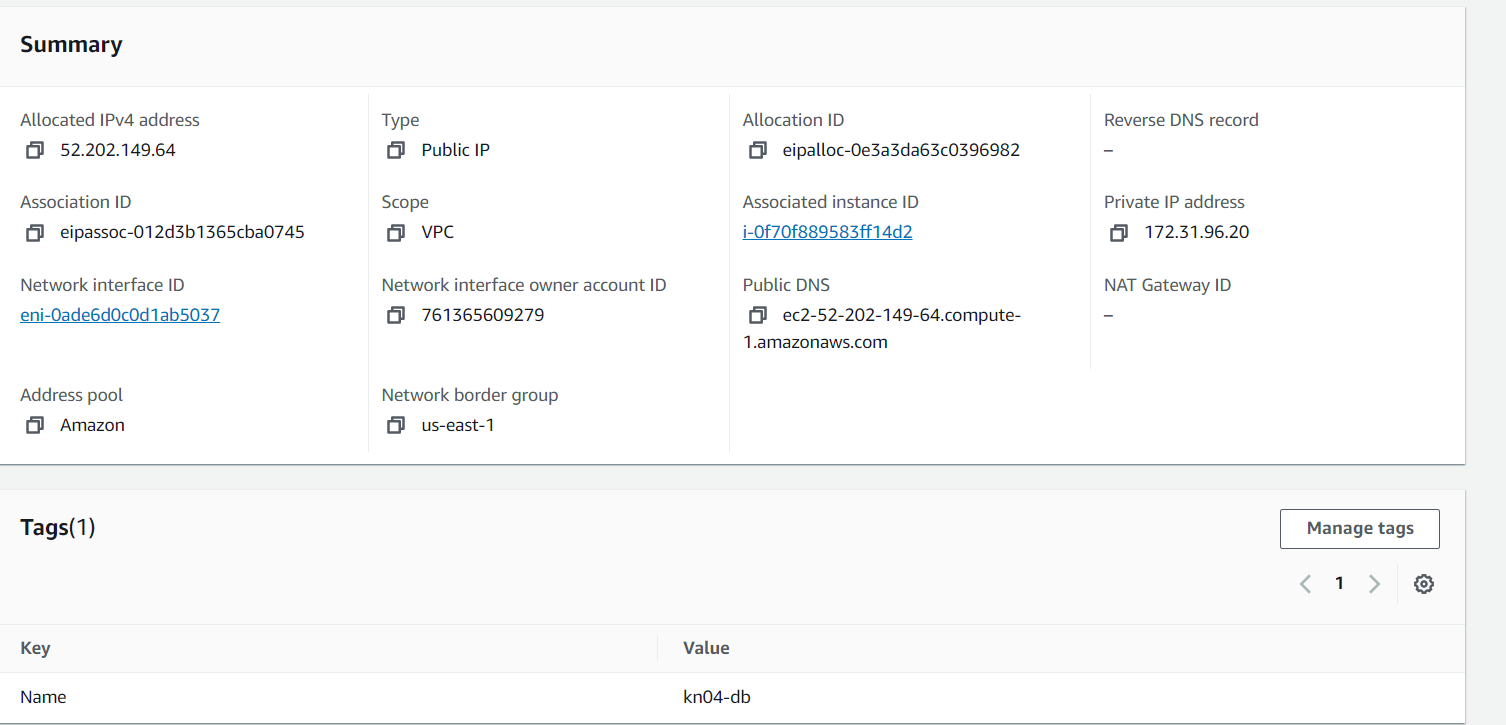 Summary
Allocated IPv4 address
52.202.149.64
Type
Public IP
Allocation ID
eipalloc-0e3a3da63c0396982
Reverse DNS record
–
Association ID
eipassoc-012d3b1365cba0745
Scope
VPC
Associated instance ID
i-0f70f889583ff14d2
Private IP address
172.31.96.20
Network interface ID
eni-0ade6d0c0d1ab5037
Network interface owner account ID
761365609279
Public DNS
ec2-52-202-149-64.compute-
1.amazonaws.com
NAT Gateway ID
–
Address pool
Amazon
Network border group
us-east-1
Tags(1)
Manage tags
1
Key
Value
Name
kn04-db